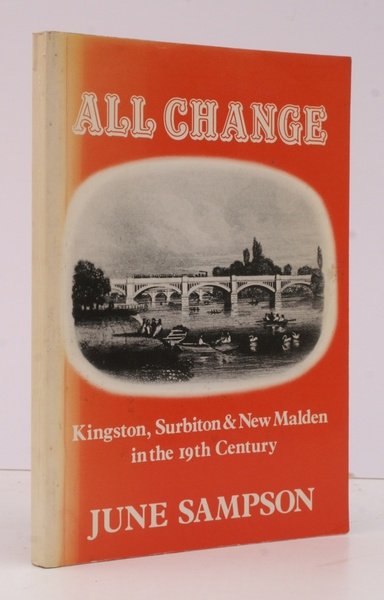 ALL CHANGE
Kingston, Surbiton & New Malden
in the 19th Century
JUNE SAMPSON